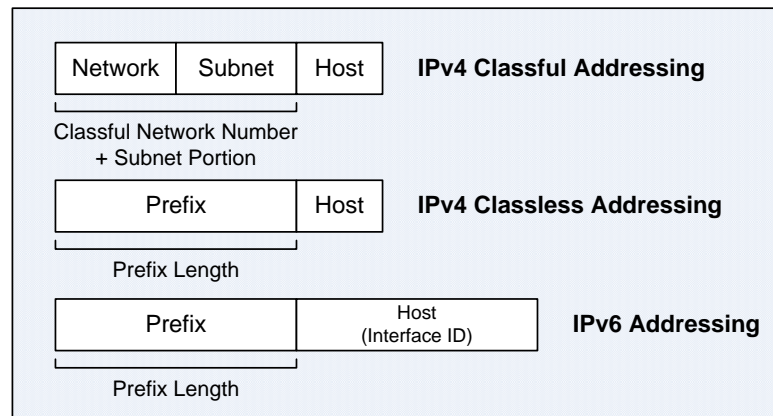 Network Subnet Host IPv4 Classful Addressing
Classful Network Number
+ Subnet Portion
Prefix Host IPv4 Classless Addressing
Prefix Length
Prefix Host
(Interface ID) IPv6 Addressing
Prefix Length